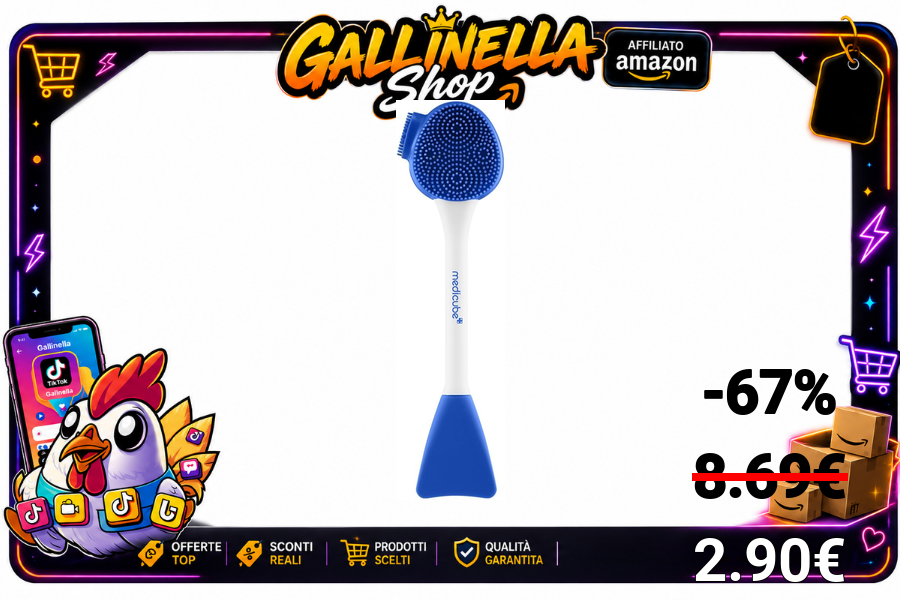 GALLINELLA
Shop
AFFILIATO
amazon
medicube
Gallinella
TikTok
Gallinella
-67%
8.69€
2.90€
OFFERTE
TOP
SCONTI
REALI
PRODOTTI
SCELTI
QUALITÀ
GARANTITA